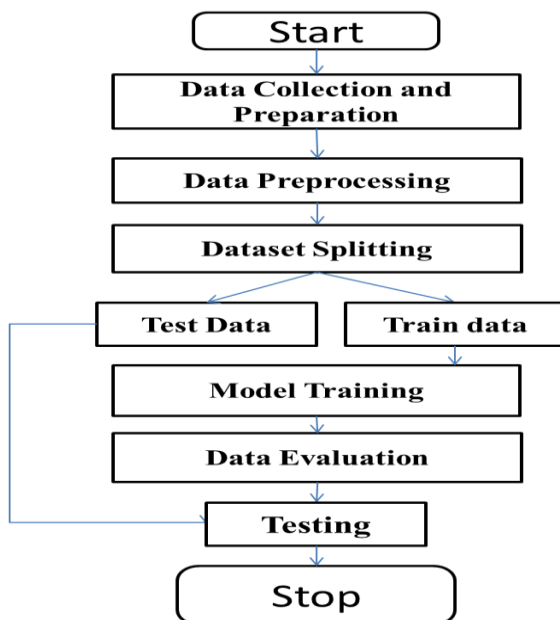 Start
Data Collection and
Preparation
Data Preprocessing
Dataset Splitting
Test Data
Train data
Model Training
Data Evaluation
Testing
Stop